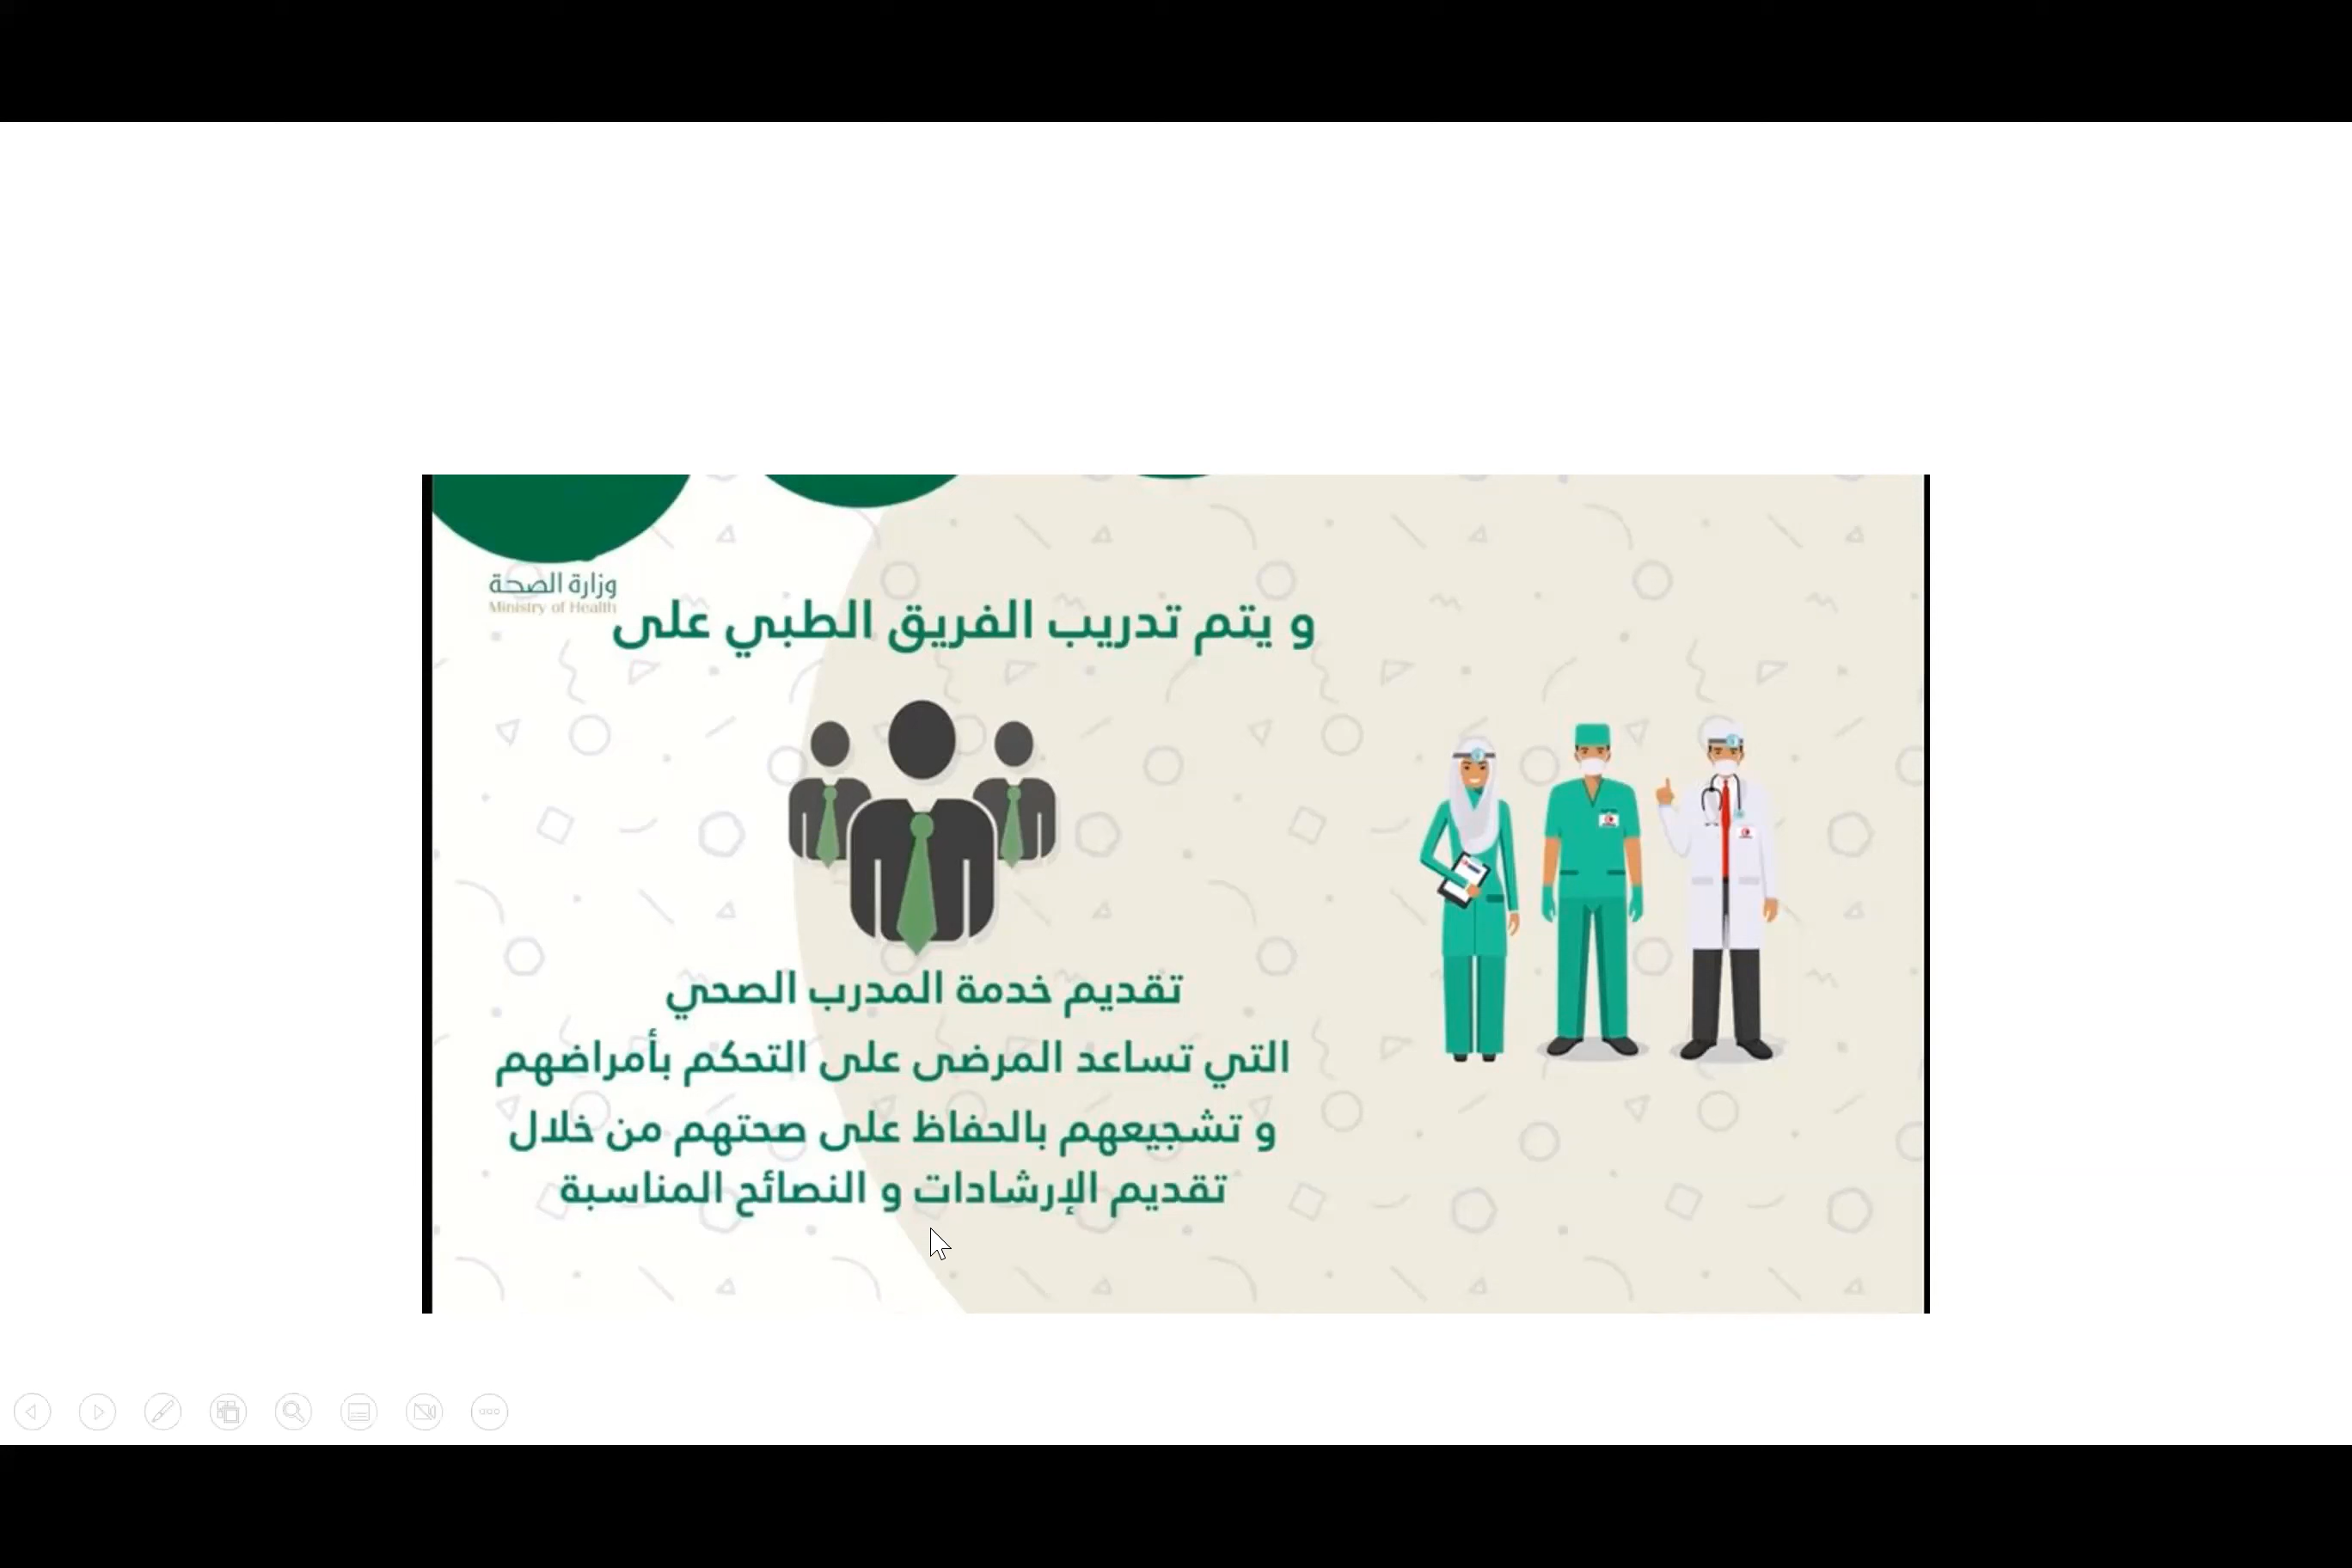 وزارة الصحة
Ministry of Health
و يتم تدريب الفريق الطبي على
تقديم خدمة المدرب الصحي
التي تساعد المرضى على التحكم بأمراضهم
و تشجيعهم بالحفاظ على صحتهم من خلال
تقديم الإرشادات و النصائح المناسبة